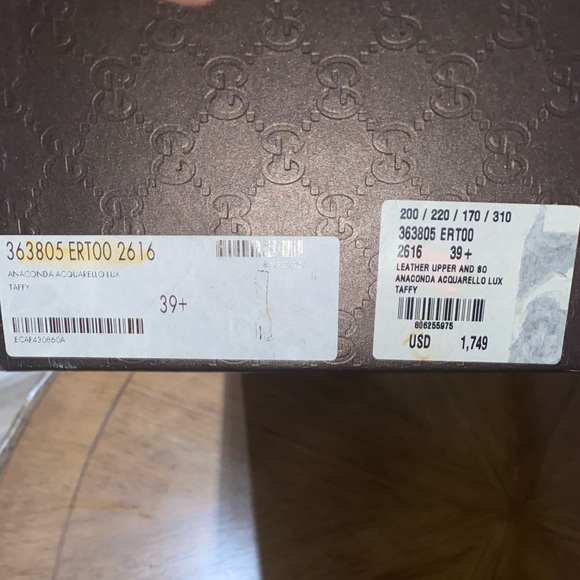 363805 ERT00 2616
ANACONDA ACQUARELLO LUX
TAFFY
39+
ECAF430860A
200 / 220 / 170 / 310
363805 ERT00
2616 39+
LEATHER UPPER AND SO
ANACONDA ACQUARELLO LUX
TAFFY
806255975
USD 1,749